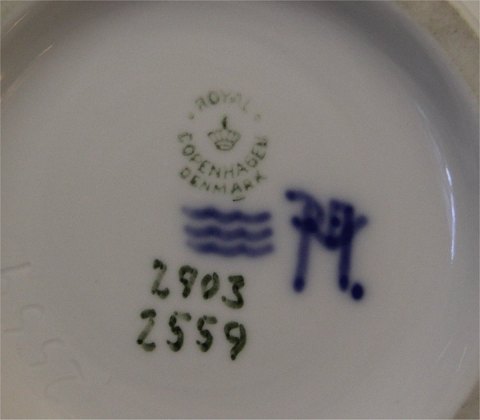 ROYAL
COPENHAGEN
DENMARK
2903
2559